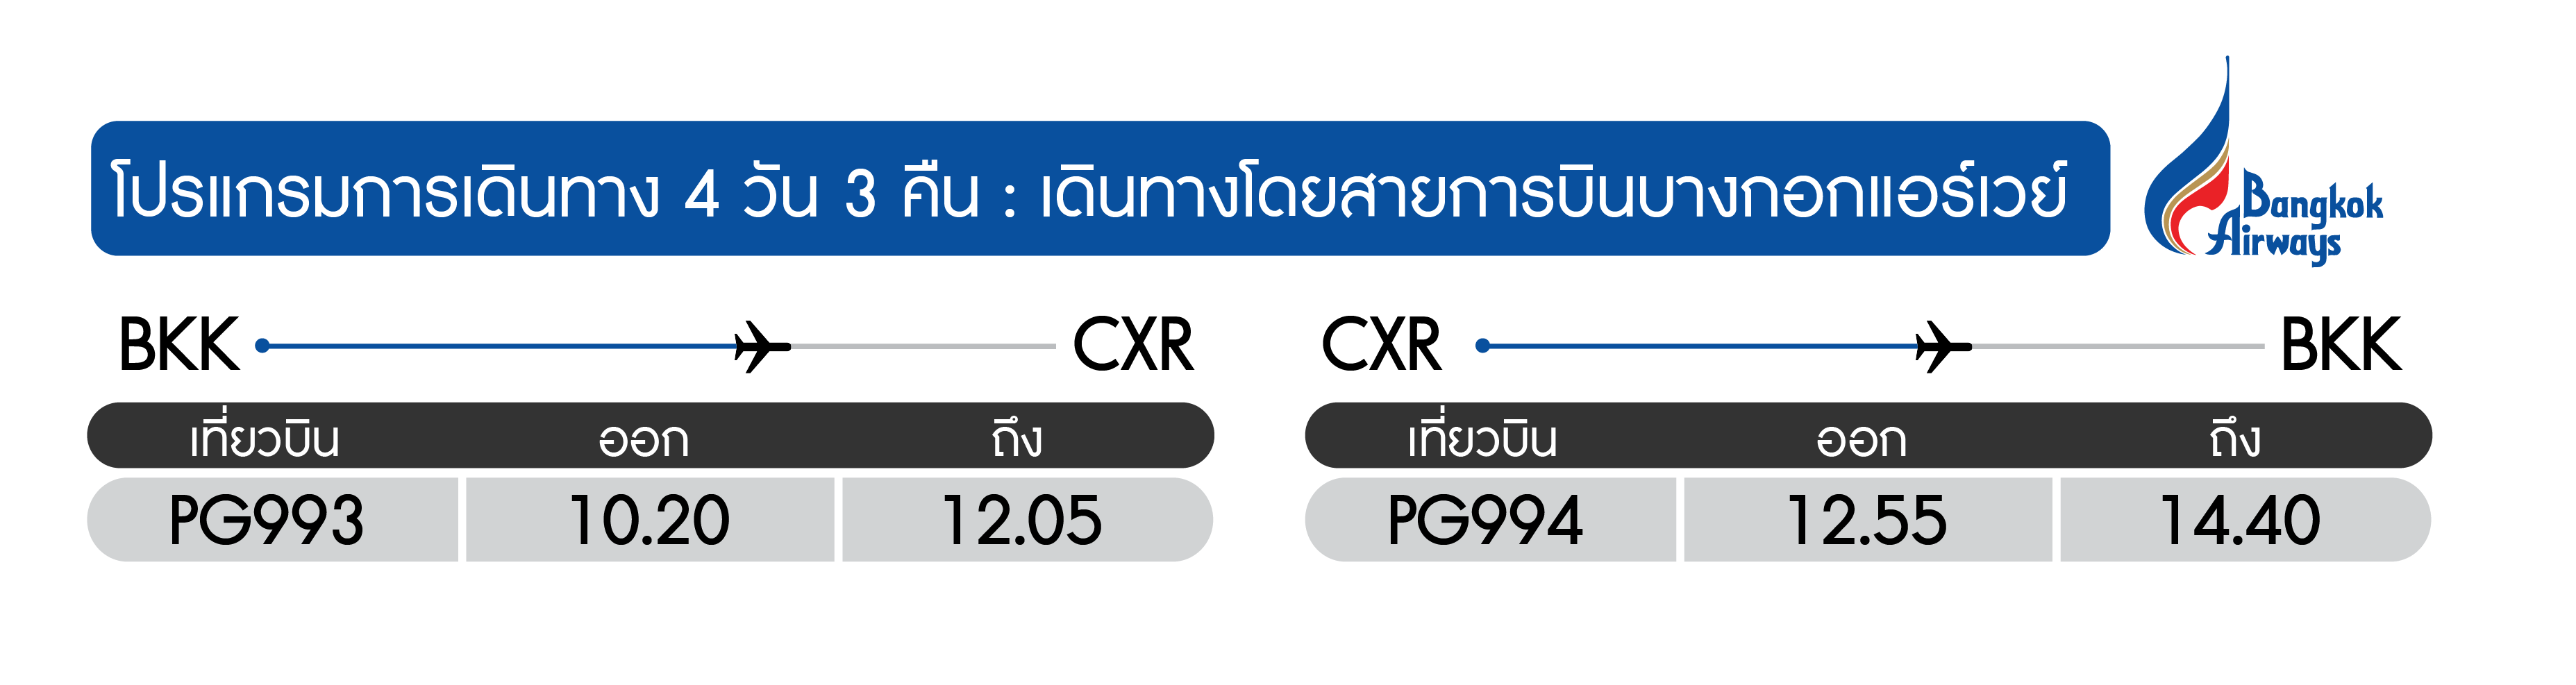 โปรแกรมการเดินทาง 4 วัน 3 คืน : เดินทางโดยสายการบินบางกอกแอร์เวย์
Bangkok
Airways
BKK CXR
เที่ยวบิน ออก ถึง
PG993 10.20 12.05
CXR BKK
เที่ยวบิน ออก ถึง
PG994 12.55 14.40